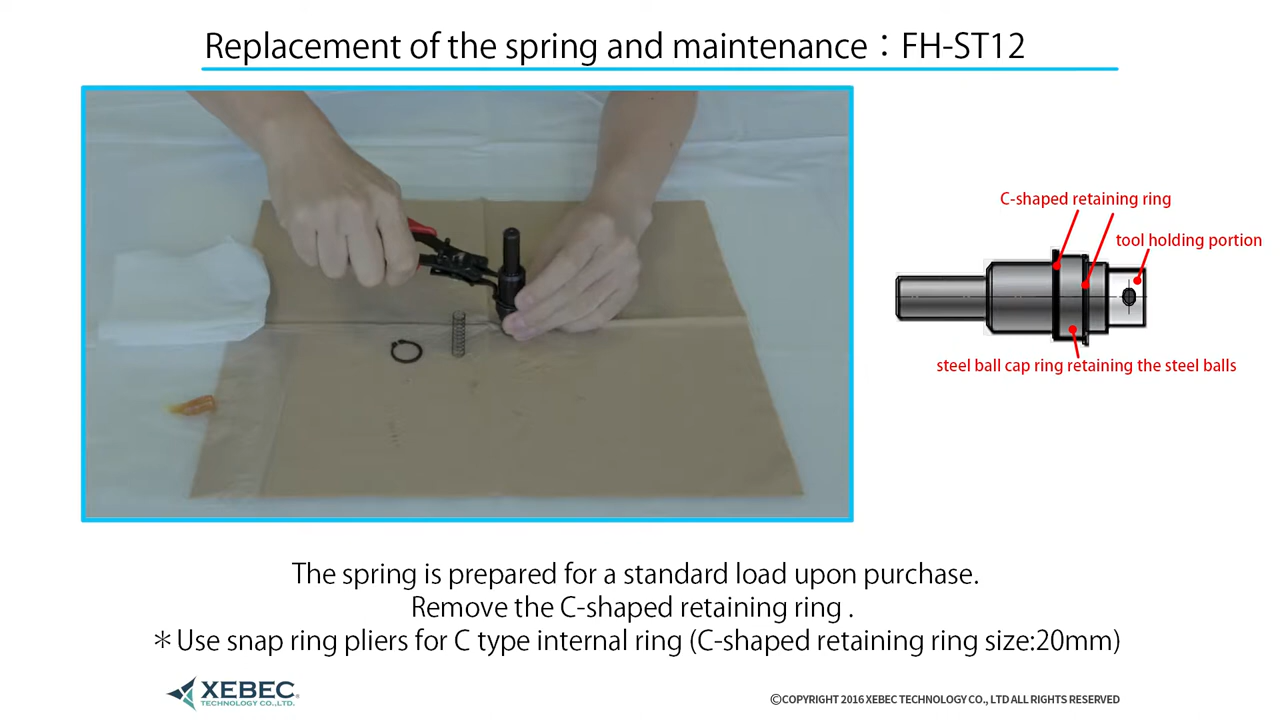 Replacement of the spring and maintenance：FH-ST12
C-shaped retaining ring
tool holding portion
steel ball cap ring retaining the steel balls
The spring is prepared for a standard load upon purchase.
Remove the C-shaped retaining ring .
＊Use snap ring pliers for C type internal ring (C-shaped retaining ring size:20mm)
XEBEC®
TECHNOLOGY CO.,LTD.
©COPYRIGHT 2016 XEBEC TECHNOLOGY CO., LTD ALL RIGHTS RESERVED